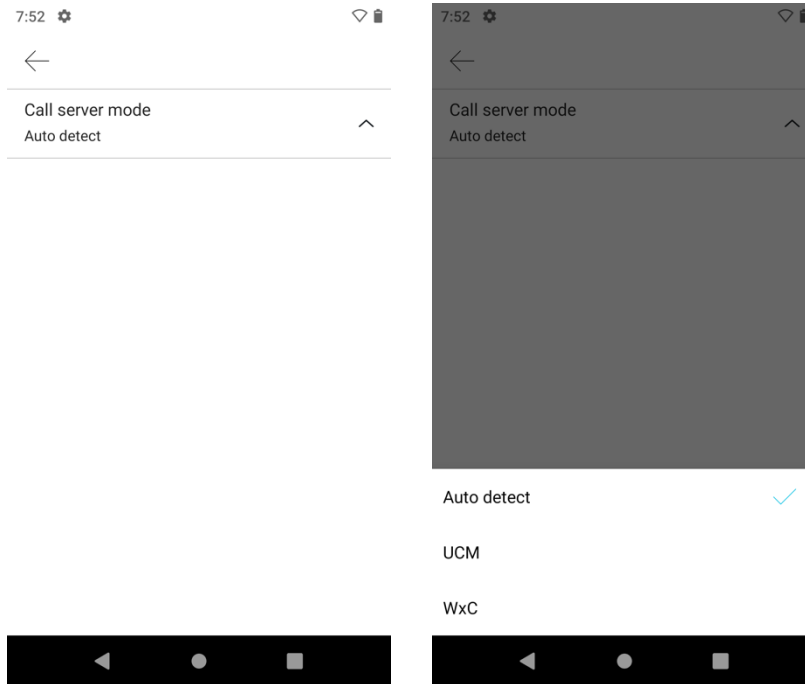 7:52
Call server mode
Auto detect
7:52
Call server mode
Auto detect
Auto detect
UCM
WxC